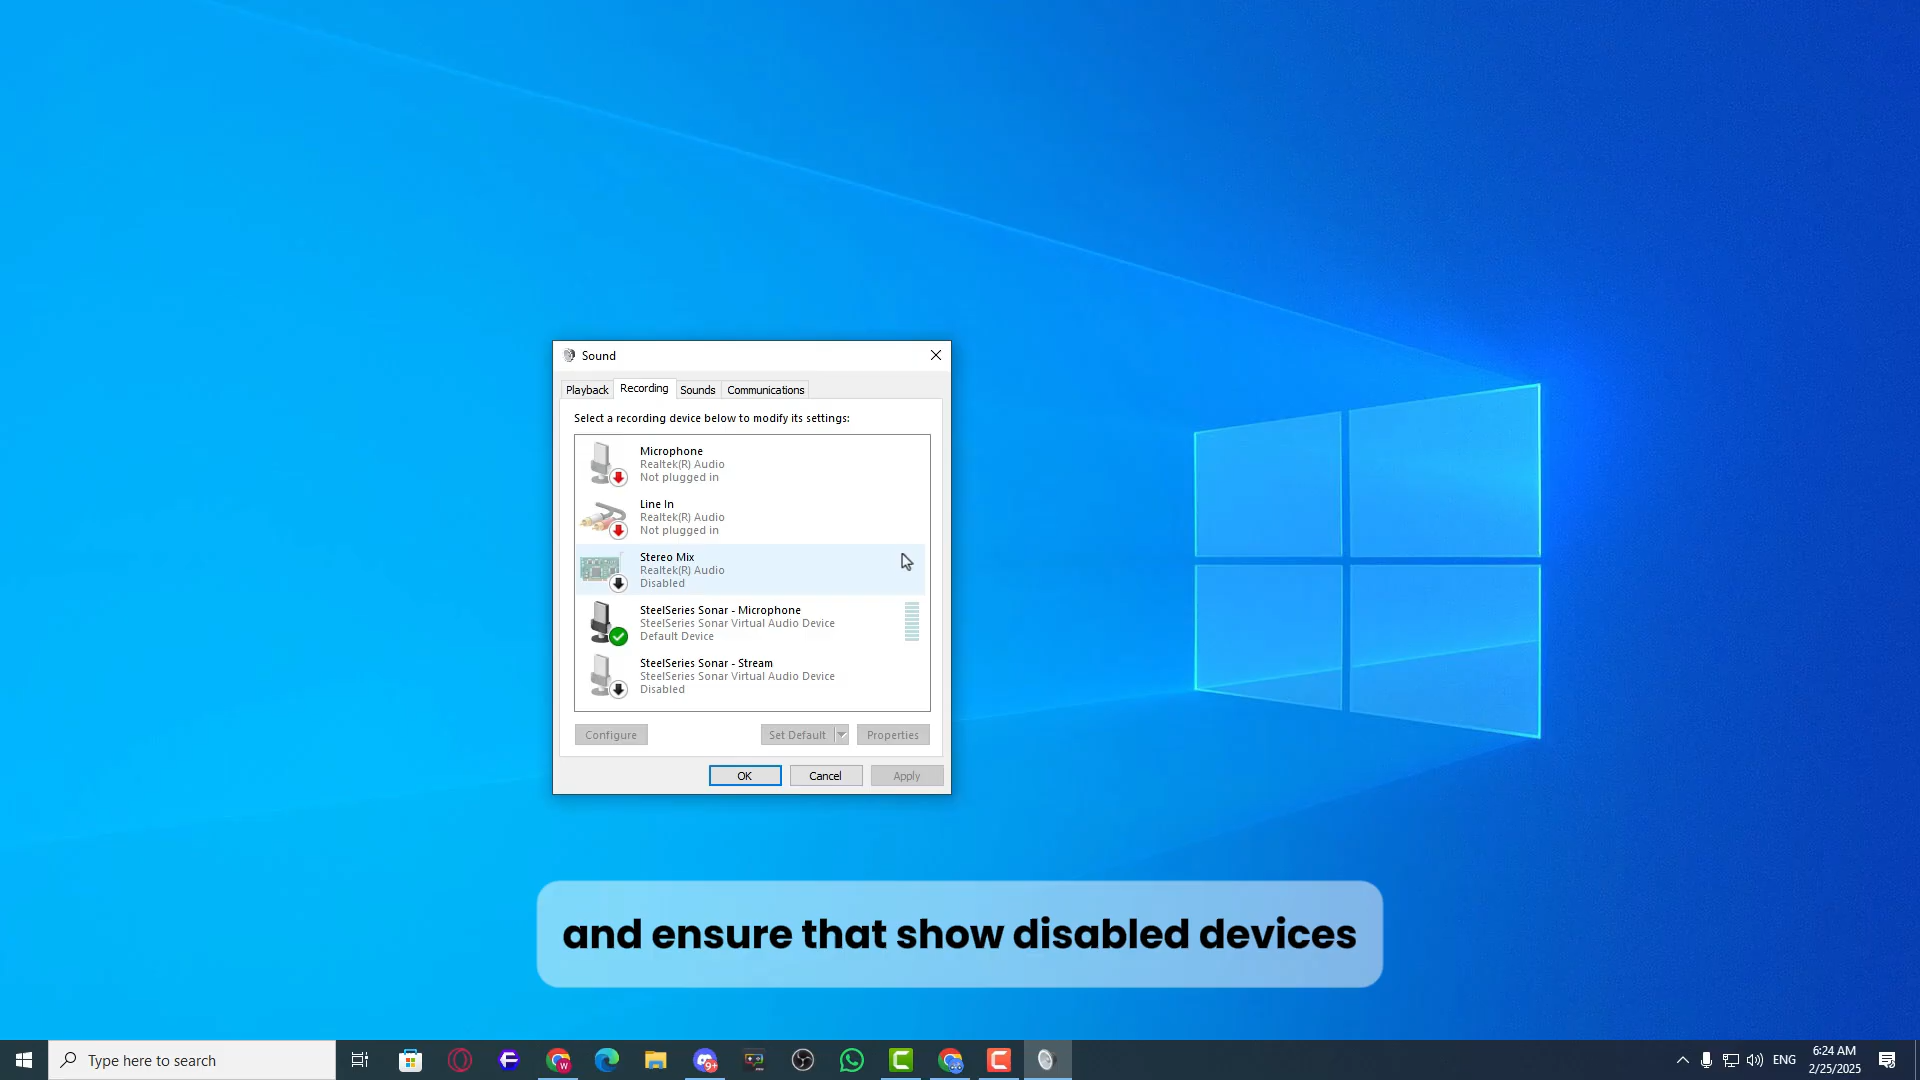 Sound
Playback
Recording
Sounds
Communications
Select a recording device below to modify its settings:
Microphone
Realtek(R) Audio
Not plugged in
Line In
Realtek(R) Audio
Not plugged in
Stereo Mix
Realtek(R) Audio
Disabled
SteelSeries Sonar - Microphone
SteelSeries Sonar Virtual Audio Device
Default Device
SteelSeries Sonar - Stream
SteelSeries Sonar Virtual Audio Device
Disabled
Configure
Set Default
Properties
OK
Cancel
Apply
and ensure that show disabled devices
Type here to search
9+
ENG
6:24 AM
2/25/2025